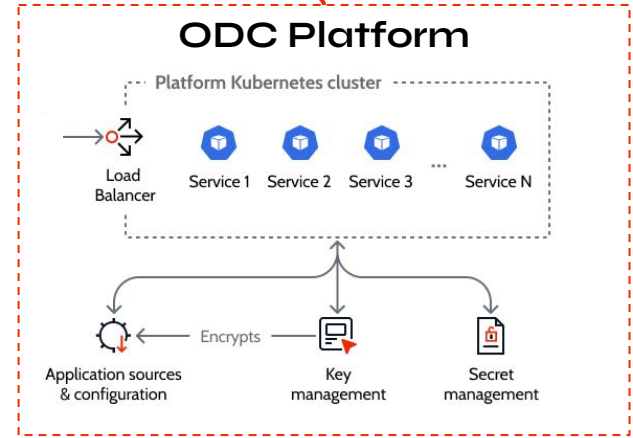 ODC Platform
Platform Kubernetes cluster
Load
Balancer
Service 1
Service 2
Service 3
...
Service N
Encrypts
Application sources
& configuration
Key
management
Secret
management